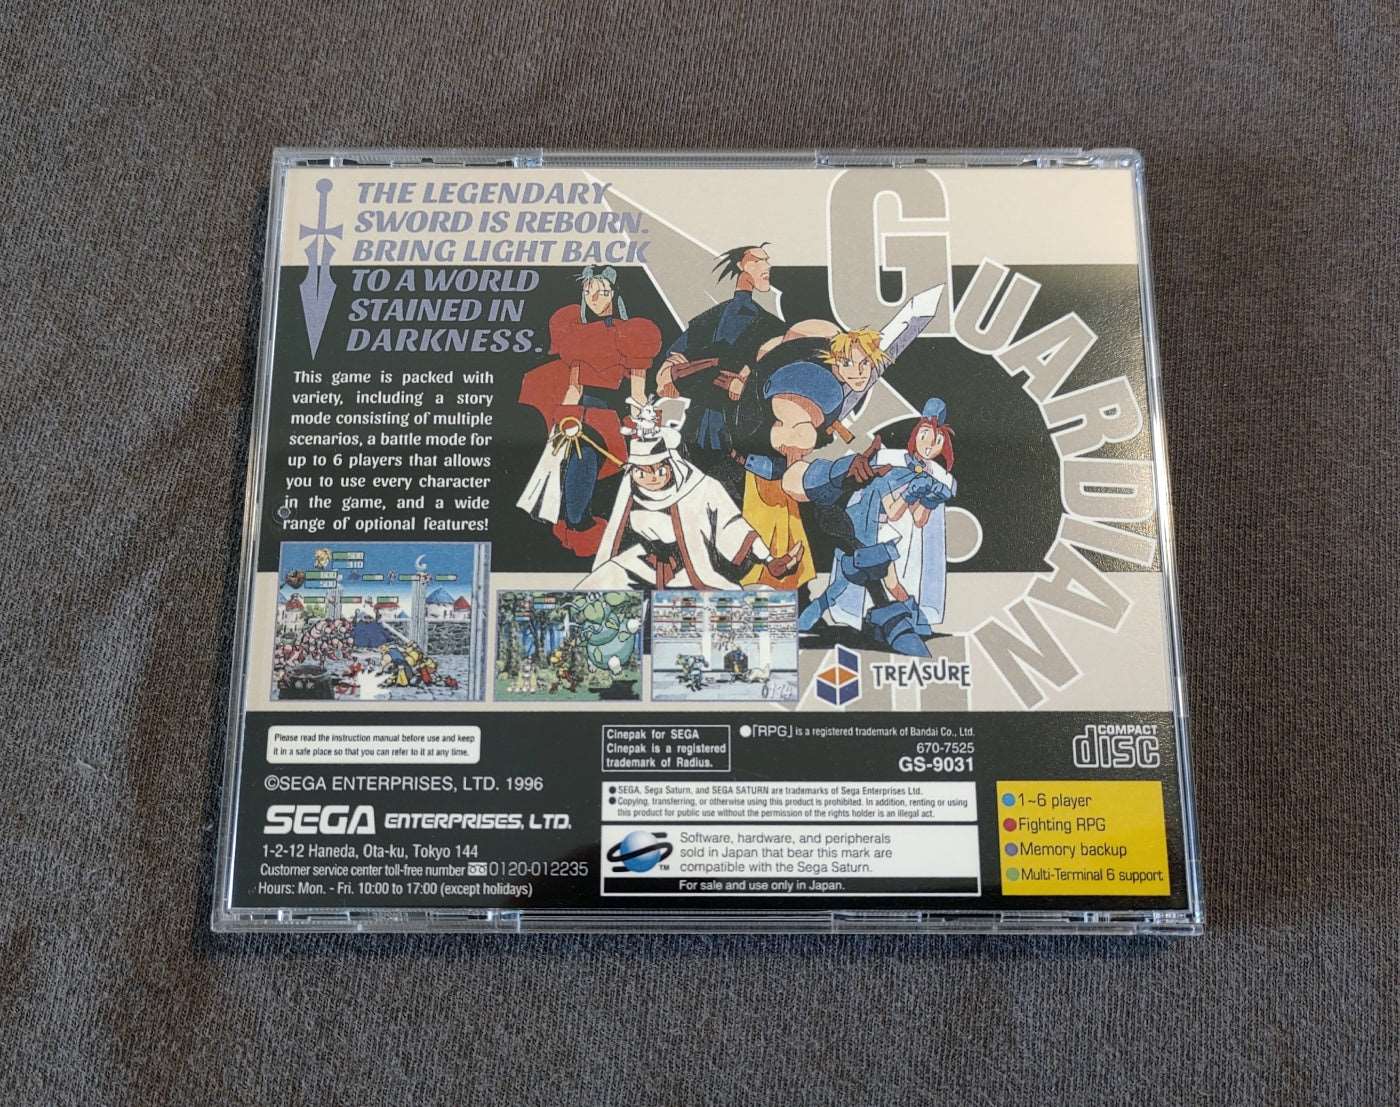 THE LEGENDARY
SWORD IS REBORN.
BRING LIGHT BACK
TO A WORLD
STAINED IN
DARKNESS.
This game is packed with
variety, including a story
mode consisting of multiple
scenarios, a battle mode for
up to 6 players that allows
you to use every character
in the game, and a wide
range of optional features!
GUARDIAN
TREASURE
Please read the instruction manual before use and keep
it in a safe place so that you can refer to it at any time.
©SEGA ENTERPRISES, LTD. 1996
SEGA ENTERPRISES, LTD.
1-2-12 Haneda, Ota-ku, Tokyo 144
Customer service center toll-free number 0120-012235
Hours: Mon. - Fri. 10:00 to 17:00 (except holidays)
Cinepak for SEGA
Cinepak is a registered
trademark of Radius.
●「RPG」 is a registered trademark of Bandai Co., Ltd.
670-7525
GS-9031
●SEGA, Sega Saturn, and SEGA SATURN are trademarks of Sega Enterprises Ltd.
●Copying, transferring, or otherwise using this product is prohibited. In addition, renting or using
this product for public use without the permission of the rights holder is an illegal act.
Software, hardware, and peripherals
sold in Japan that bear this mark are
compatible with the Sega Saturn.
TM
For sale and use only in Japan.
COMPACT
disc
●1~6 player
●Fighting RPG
●Memory backup
●Multi-Terminal 6 support